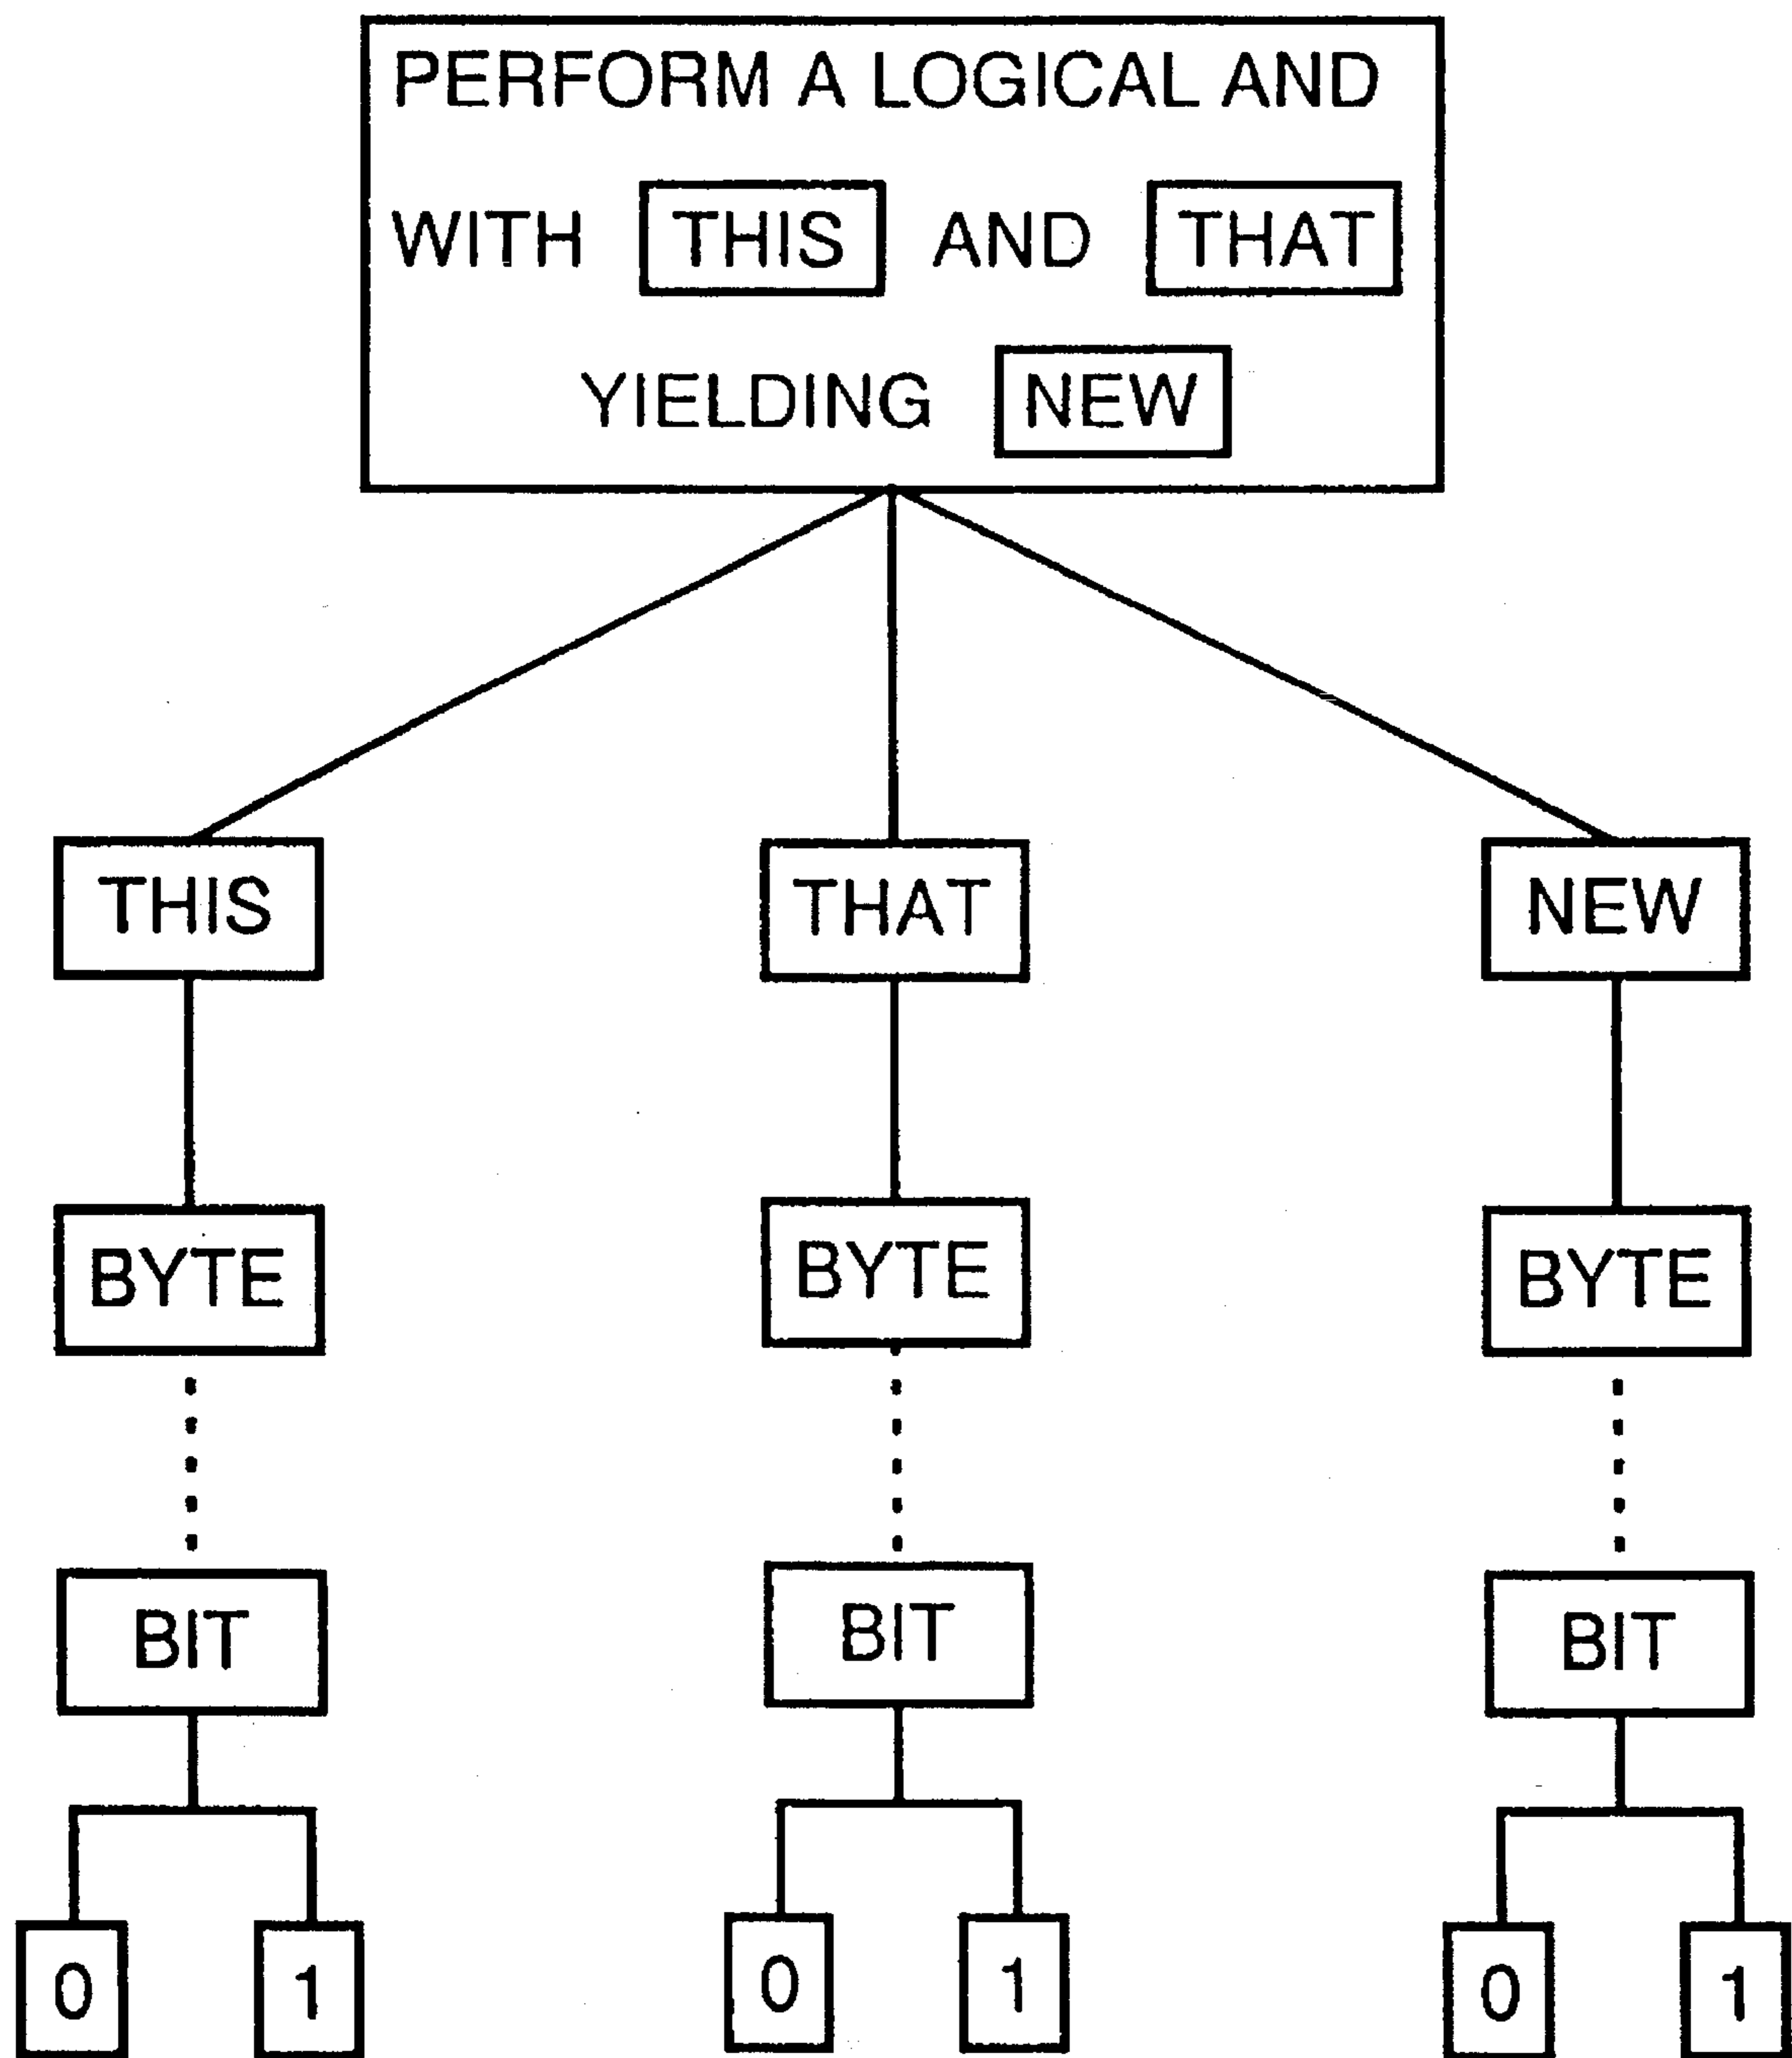 PERFORM A LOGICAL AND
WITH THIS AND THAT
YIELDING NEW
THIS THAT NEW
BYTE BYTE BYTE
BIT BIT BIT
0 1 0 1 0 1